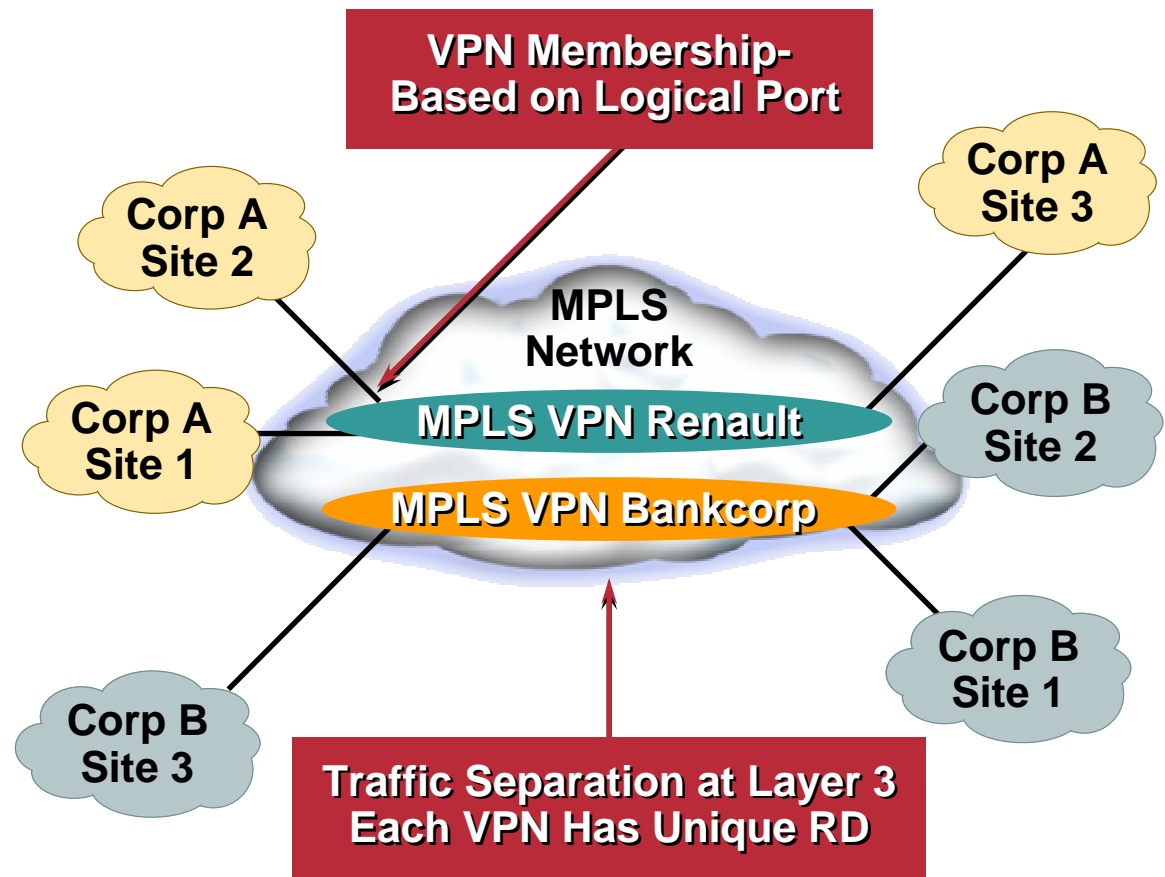 VPN Membership-
Based on Logical Port
Corp A
Site 3
Corp A
Site 2
MPLS
Network
Corp B
Site 2
Corp A
Site 1
MPLS VPN Renault
MPLS VPN Bankcorp
Corp B
Site 1
Corp B
Site 3
Traffic Separation at Layer 3
Each VPN Has Unique RD